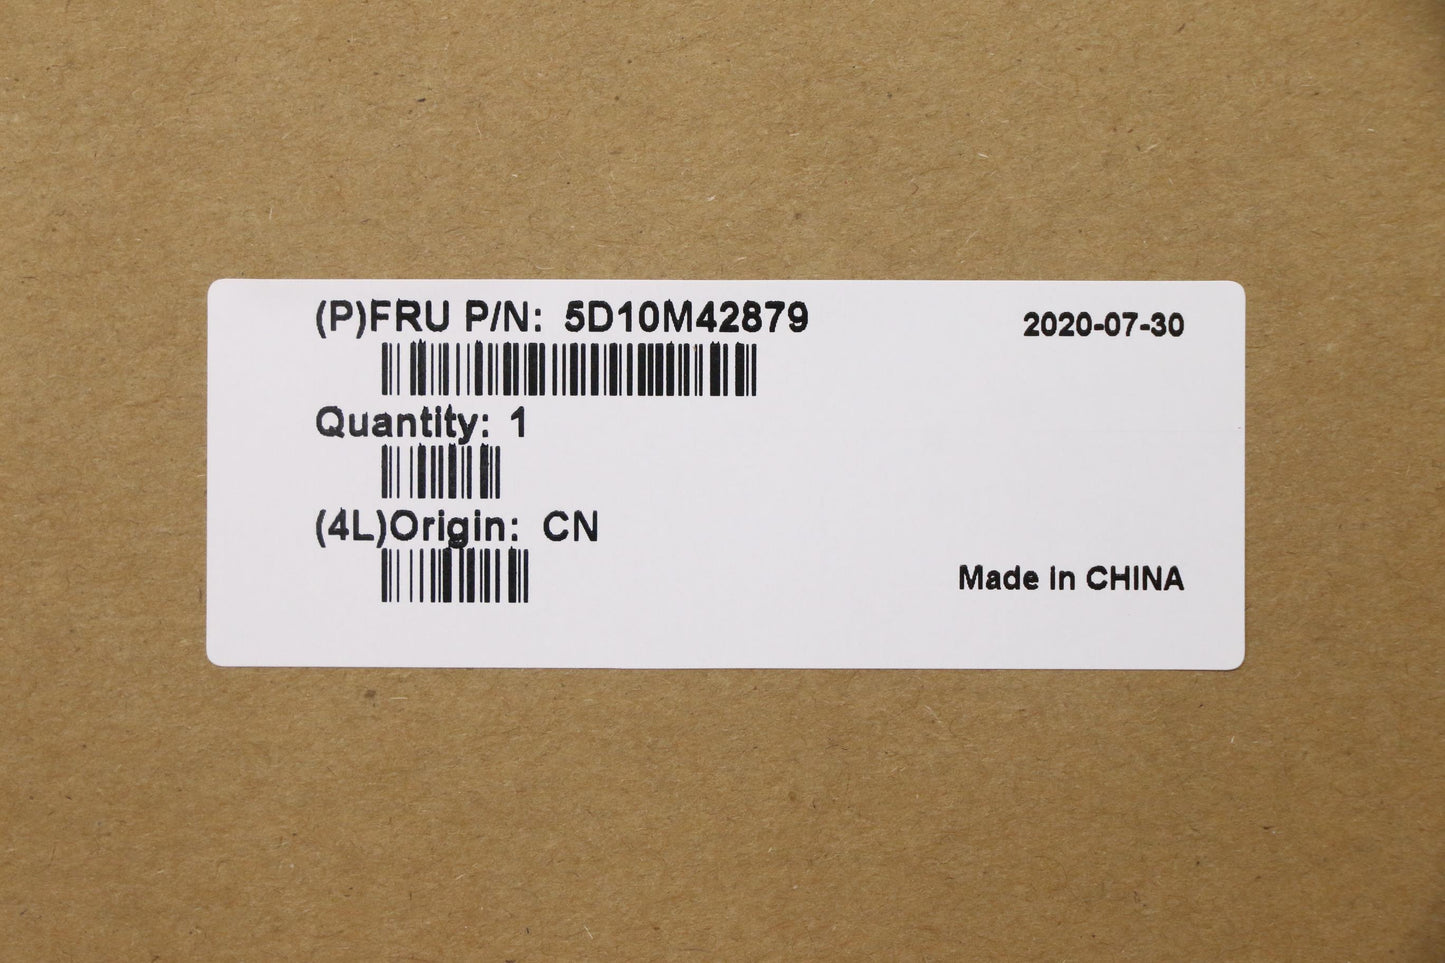 (P)FRU P/N: 5D10M42879
2020-07-30
Quantity: 1
(4L)Origin: CN
Made in CHINA